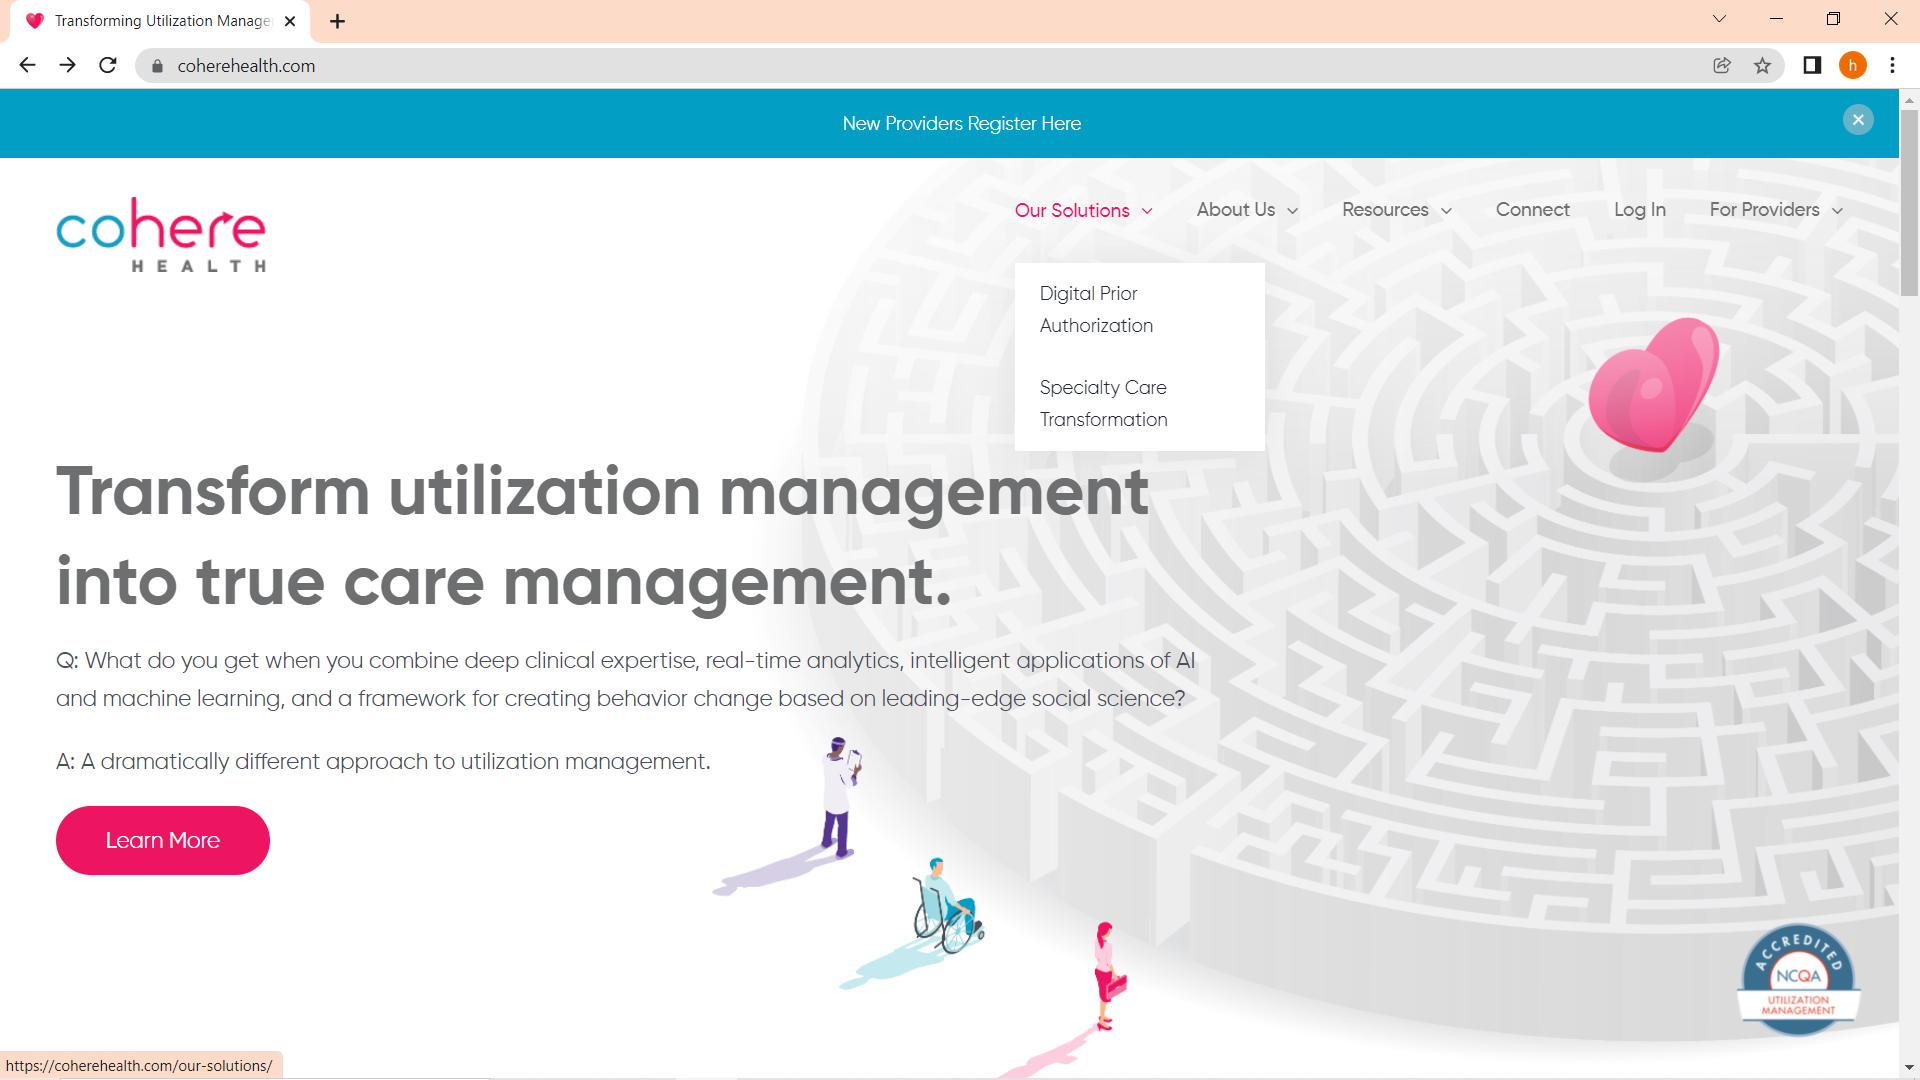 Transforming Utilization Manage
coherehealth.com
h
New Providers Register Here
cohere
HEALTH
Our Solutions
About Us
Resources
Connect
Log In
For Providers
Digital Prior
Authorization
Specialty Care
Transformation
Transform utilization management
into true care management.
Q: What do you get when you combine deep clinical expertise, real-time analytics, intelligent applications of AI
and machine learning, and a framework for creating behavior change based on leading-edge social science?
A: A dramatically different approach to utilization management.
Learn More
ACCREDITED
NCQA
UTILIZATION
MANAGEMENT
https://coherehealth.com/our-solutions/